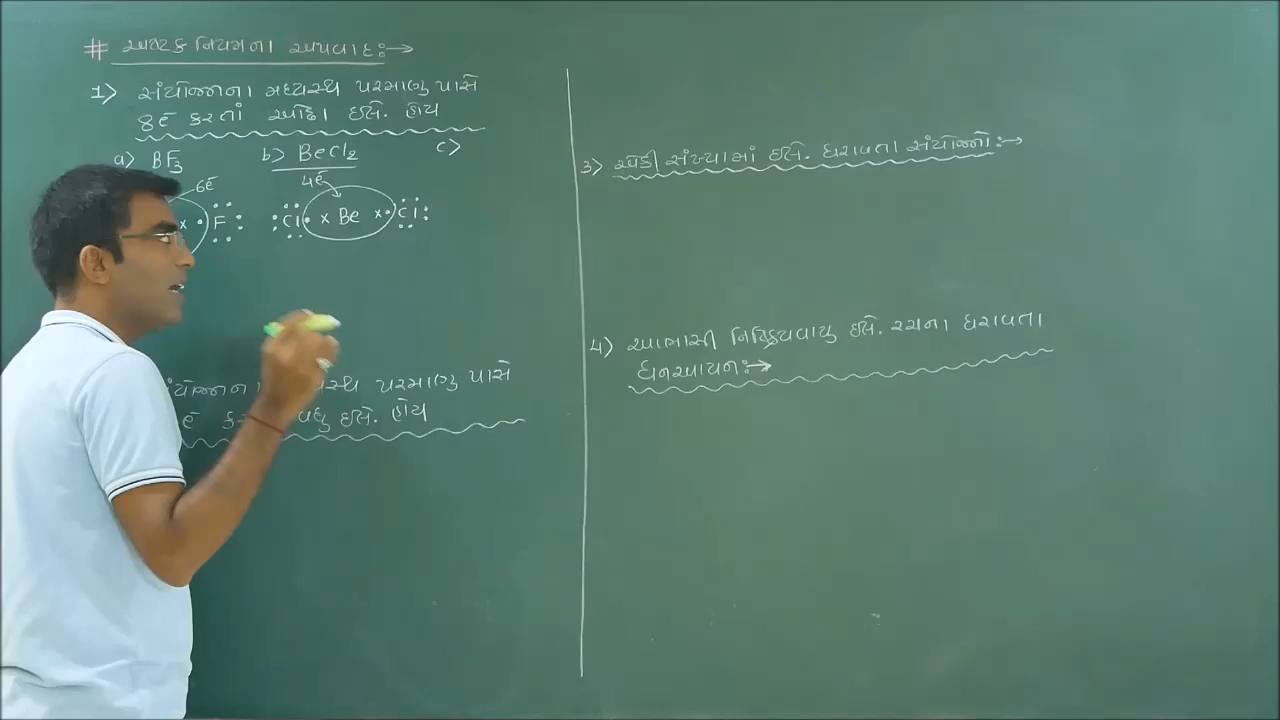 # અષ્ટક નિયમના અપવાદ :→
1> સંયોજનના મધ્યસ્થ પરમાણુ પાસે
8e̅ કરતાં ઓછા ઇલે. હોય
a> BF₃ b> BeCl₂ c>
6e̅ 4e̅
F Cl Be Cl
પરમાણુ પાસે
e̅ વધુ ઇલે. હોય
3> એકી સંખ્યામાં ઇલે. ધરાવતા સંયોજનો :→
4> આભાસી નિષ્ક્રિયવાયુ ઇલે. રચના ધરાવતા
ધનઆયન :→